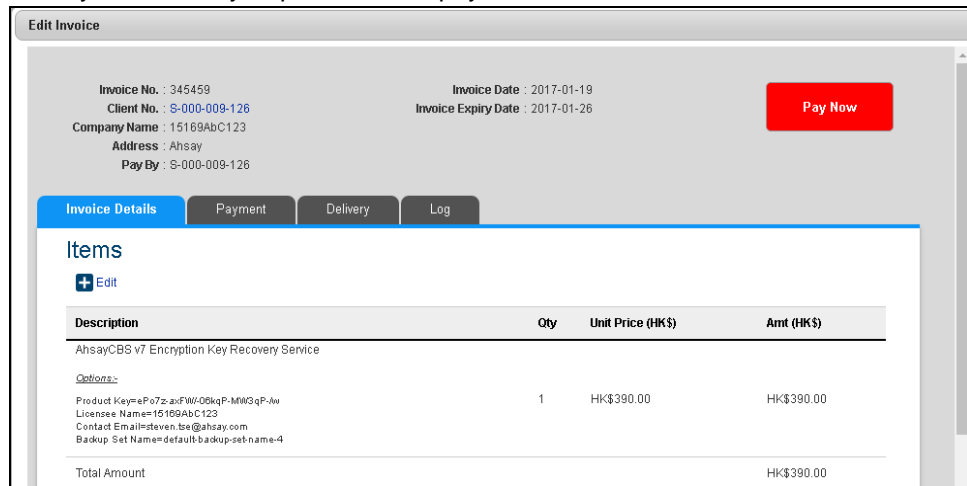 Edit Invoice
Invoice No. : 345459
Client No. : S-000-009-126
Company Name : 15169AbC123
Address : Ahsay
Pay By : S-000-009-126
Invoice Date : 2017-01-19
Invoice Expiry Date : 2017-01-26
Pay Now
Invoice Details Payment Delivery Log
Items
Edit
Description Qty Unit Price (HK$) Amt (HK$)
AhsayCBS v7 Encryption Key Recovery Service
Options:-
Product Key=ePo7z-axFW/-06kqP-MW3qP-/w
Licensee Name=15169AbC123
Contact Email=steven.tse@ahsay.com
Backup Set Name=default-backup-set-name-4
1 HK$390.00 HK$390.00
Total Amount HK$390.00